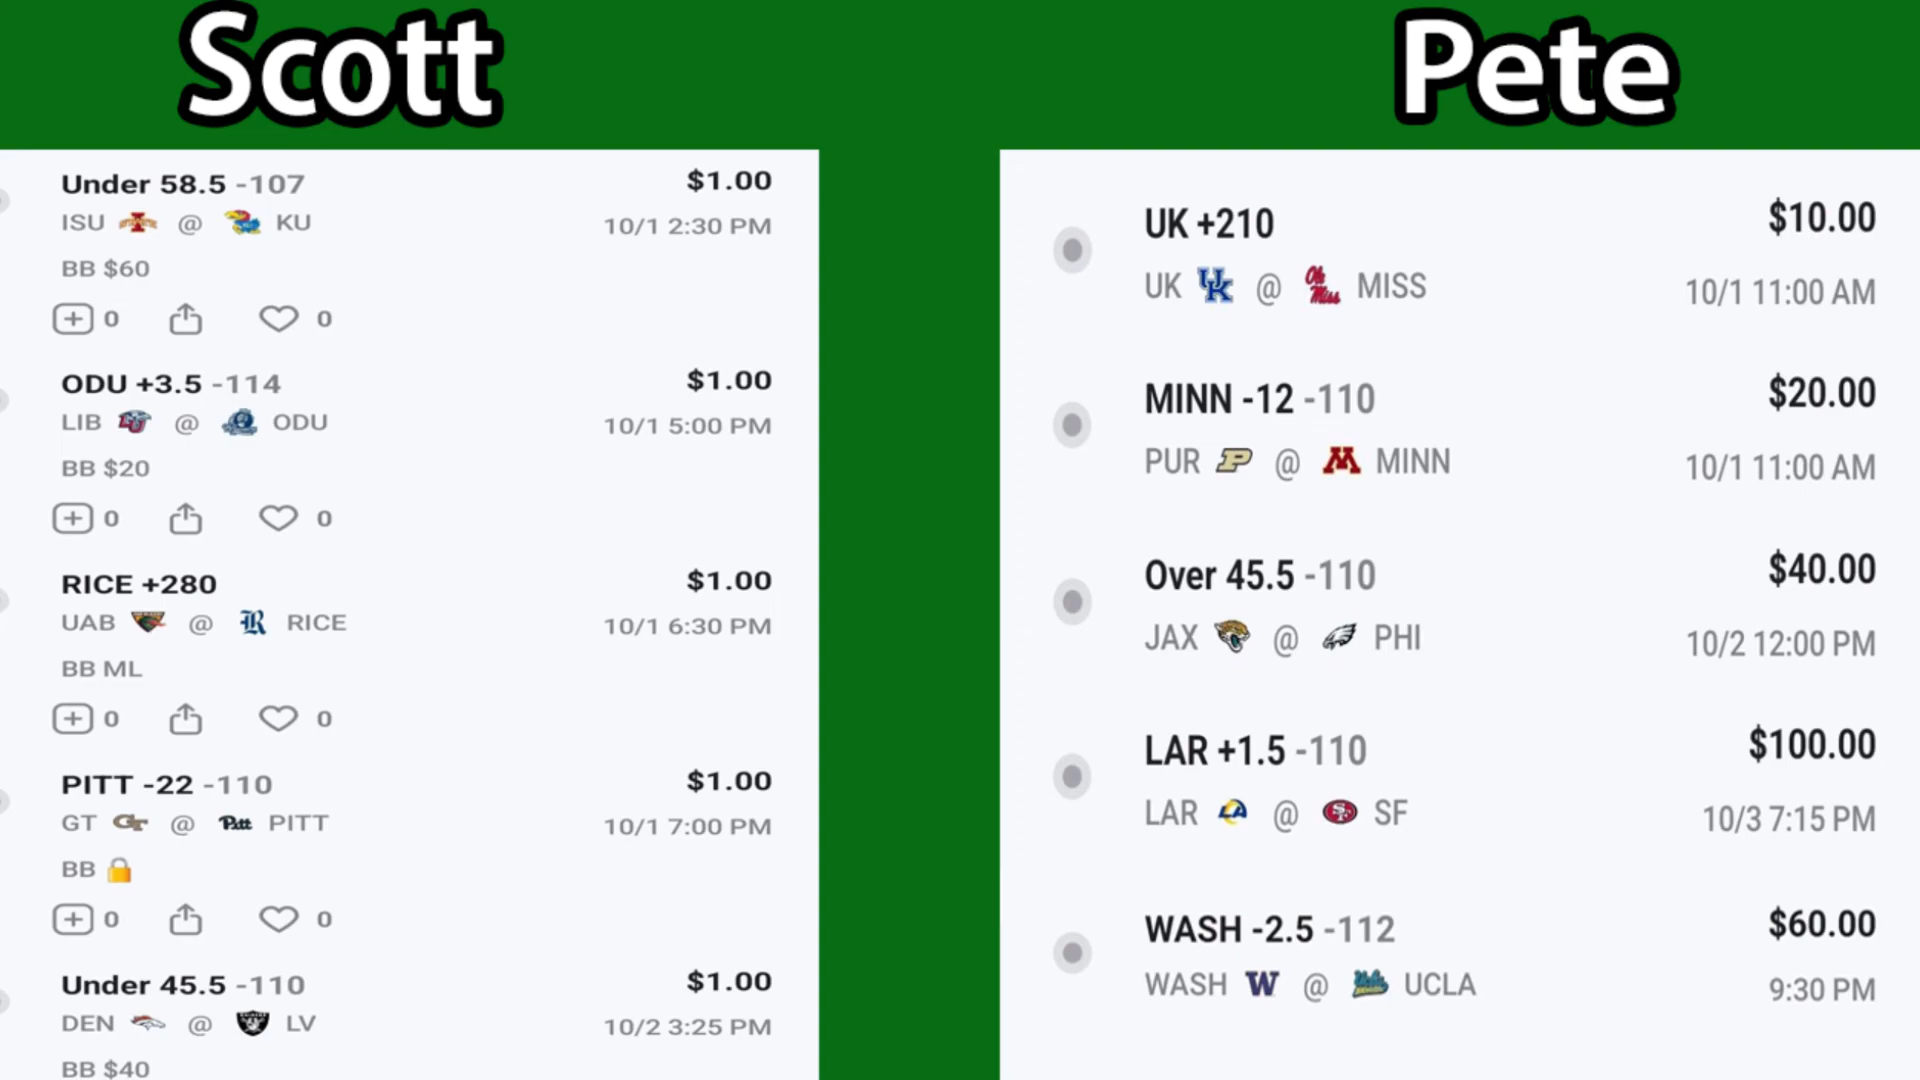 Scott
Under 58.5 -107 $1.00
ISU @ KU 10/1 2:30 PM
BB $60
0 0
ODU +3.5 -114 $1.00
LIB @ ODU 10/1 5:00 PM
BB $20
0 0
RICE +280 $1.00
UAB @ RICE 10/1 6:30 PM
BB ML
0 0
PITT -22 -110 $1.00
GT @ Pitt PITT 10/1 7:00 PM
BB 🔒
0 0
Under 45.5 -110 $1.00
DEN @ LV 10/2 3:25 PM
BB $40
Pete
UK +210 $10.00
UK UK @ Ole Miss MISS 10/1 11:00 AM
MINN -12 -110 $20.00
PUR P @ M MINN 10/1 11:00 AM
Over 45.5 -110 $40.00
JAX @ PHI 10/2 12:00 PM
LAR +1.5 -110 $100.00
LAR LA @ SF SF 10/3 7:15 PM
WASH -2.5 -112 $60.00
WASH W @ UCLA 9:30 PM